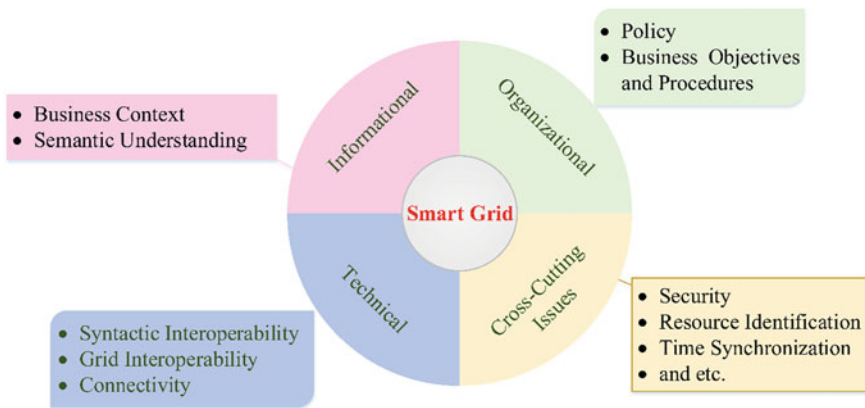 • Policy
• Business Objectives
and Procedures
• Business Context
• Semantic Understanding
Informational
Organizational
Smart Grid
Technical
Cross-Cutting
Issues
• Syntactic Interoperability
• Grid Interoperability
• Connectivity
• Security
• Resource Identification
• Time Synchronization
• and etc.